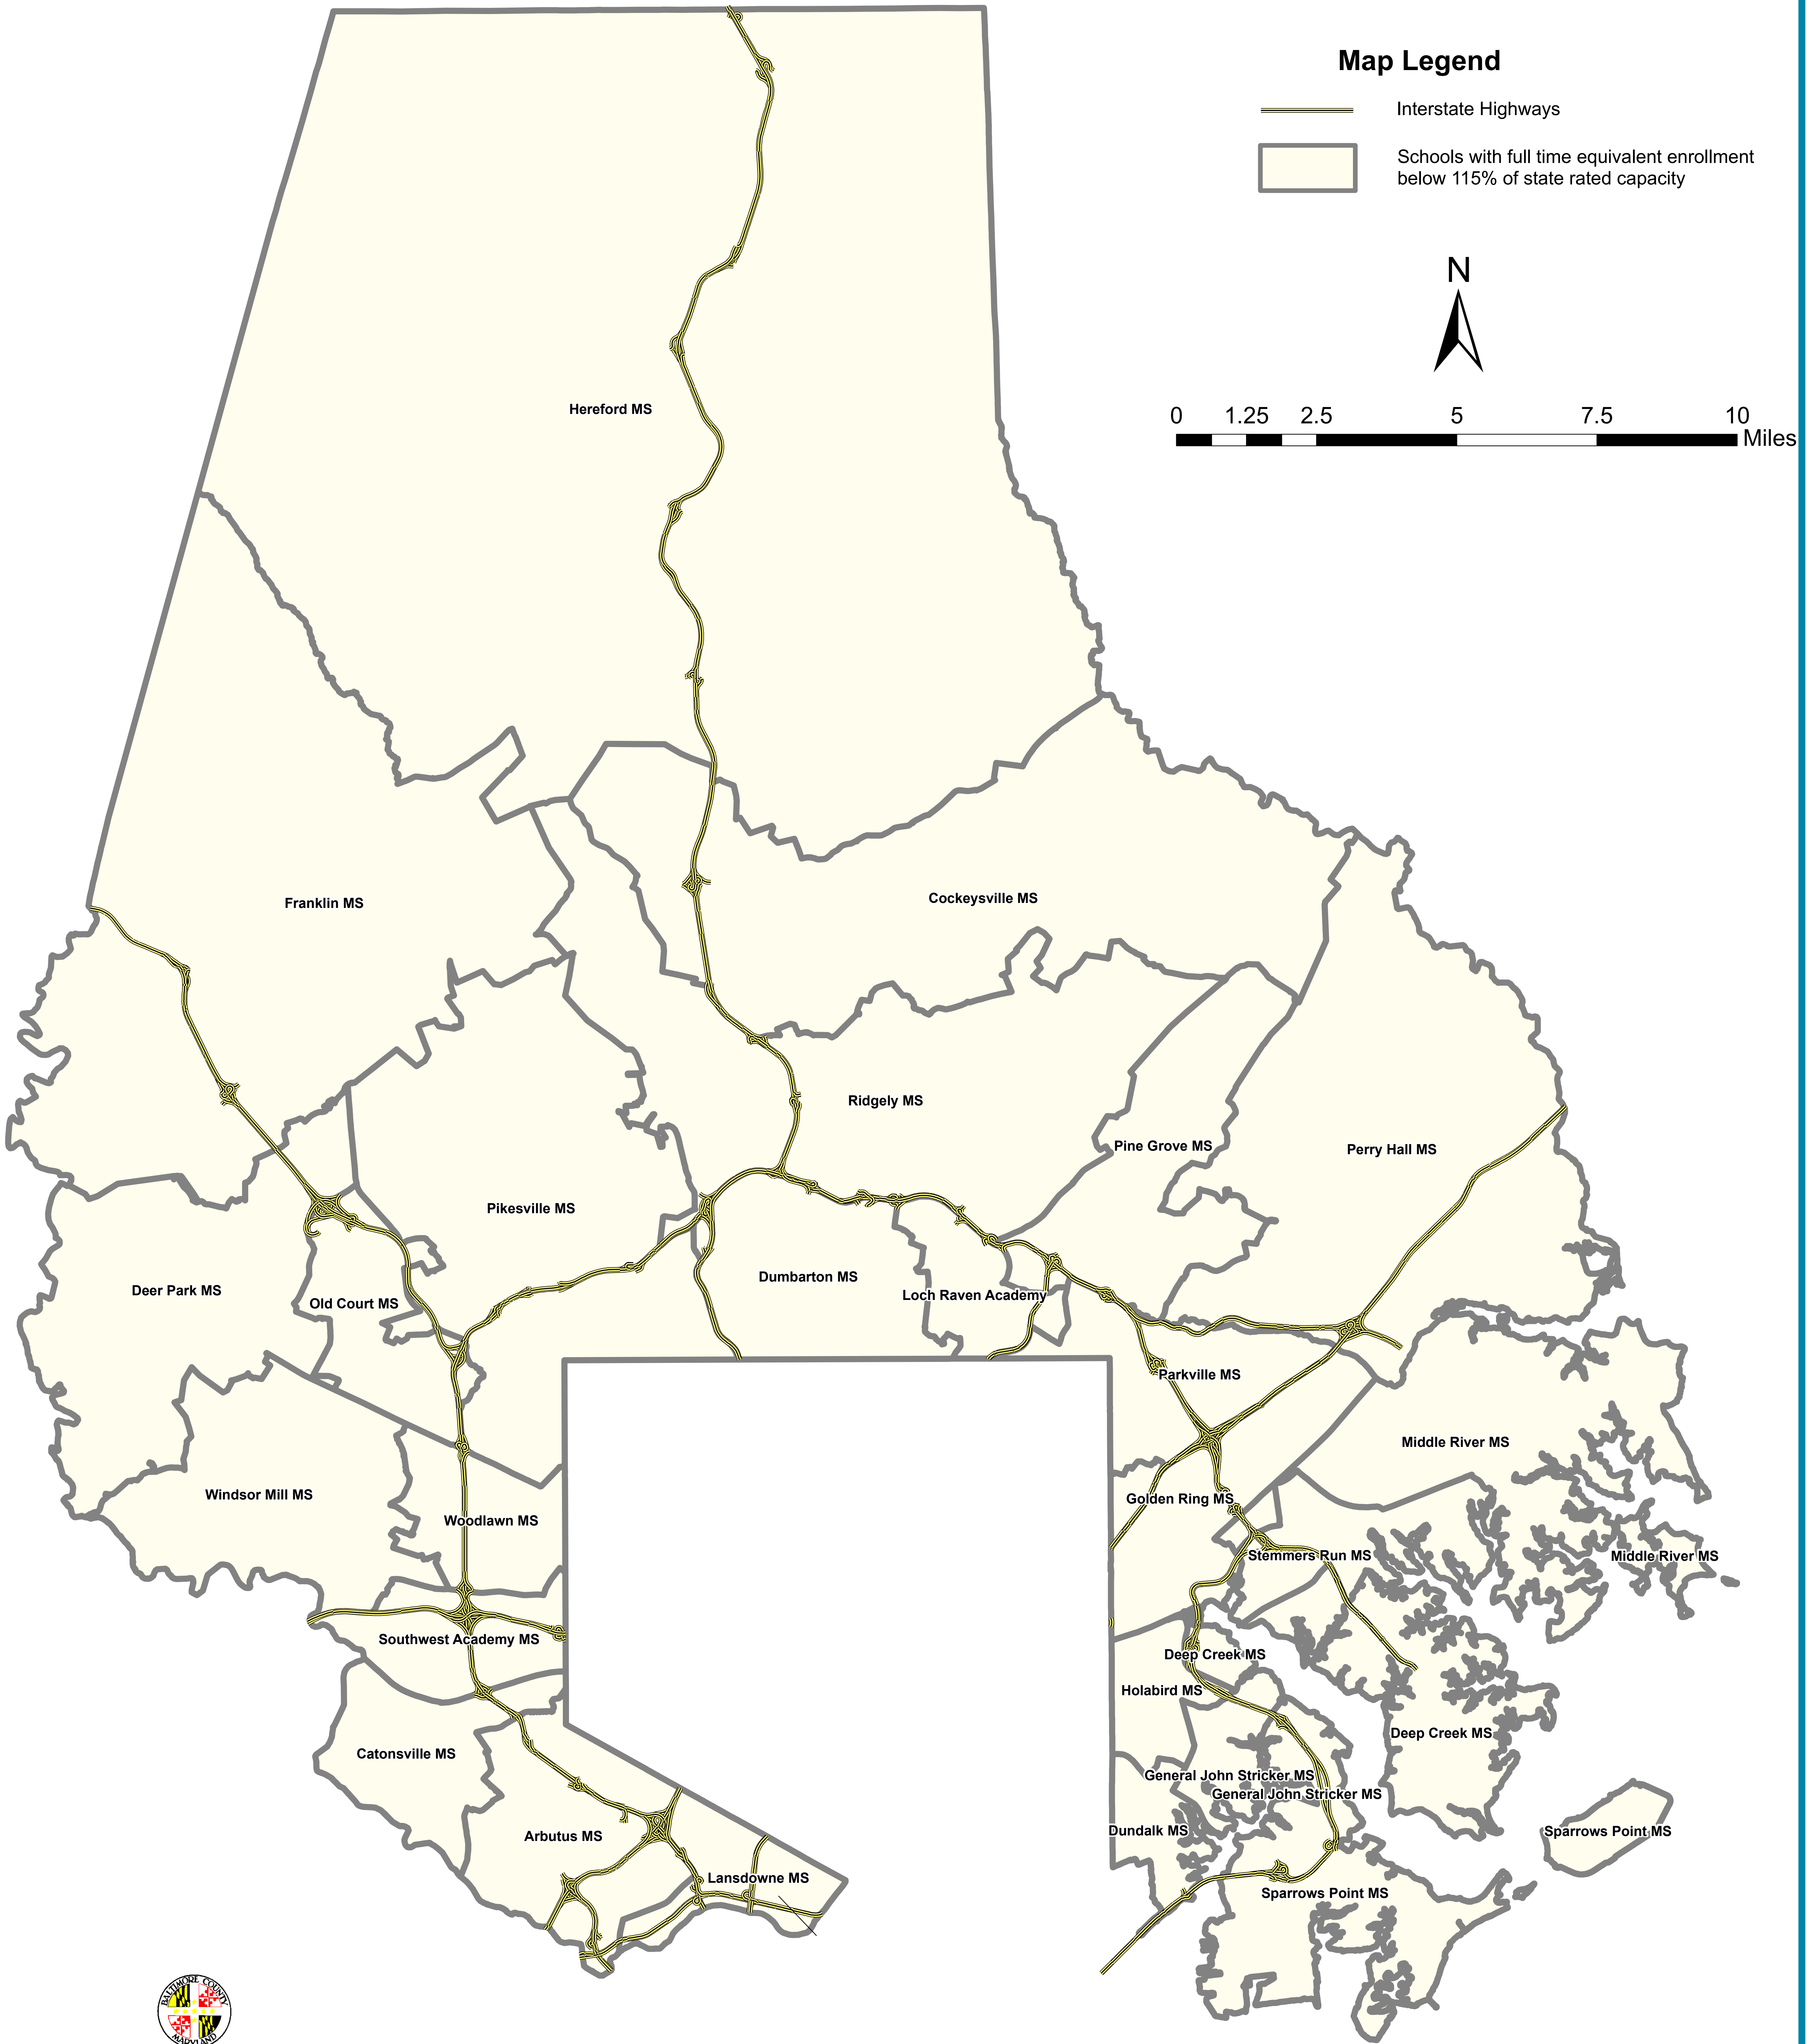 Map Legend
Interstate Highways
Schools with full time equivalent enrollment
below 115% of state rated capacity
N
0 1.25 2.5 5 7.5 10
Miles
Hereford MS
Franklin MS
Cockeysville MS
Ridgely MS
Pine Grove MS
Perry Hall MS
Pikesville MS
Dumbarton MS
Deer Park MS
Old Court MS
Loch Raven Academy
Parkville MS
Middle River MS
Windsor Mill MS
Golden Ring MS
Woodlawn MS
Stemmers Run MS
Middle River MS
Southwest Academy MS
Deep Creek MS
Holabird MS
Deep Creek MS
Catonsville MS
General John Stricker MS
General John Stricker MS
Dundalk MS
Sparrows Point MS
Arbutus MS
Lansdowne MS
Sparrows Point MS
BALTIMORE COUNTY
MARYLAND